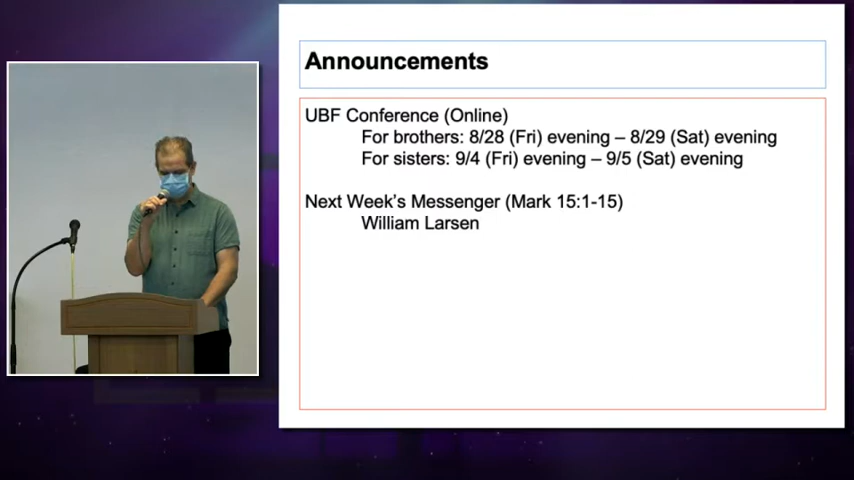 Announcements
UBF Conference (Online)
For brothers: 8/28 (Fri) evening – 8/29 (Sat) evening
For sisters: 9/4 (Fri) evening – 9/5 (Sat) evening
Next Week’s Messenger (Mark 15:1-15)
William Larsen